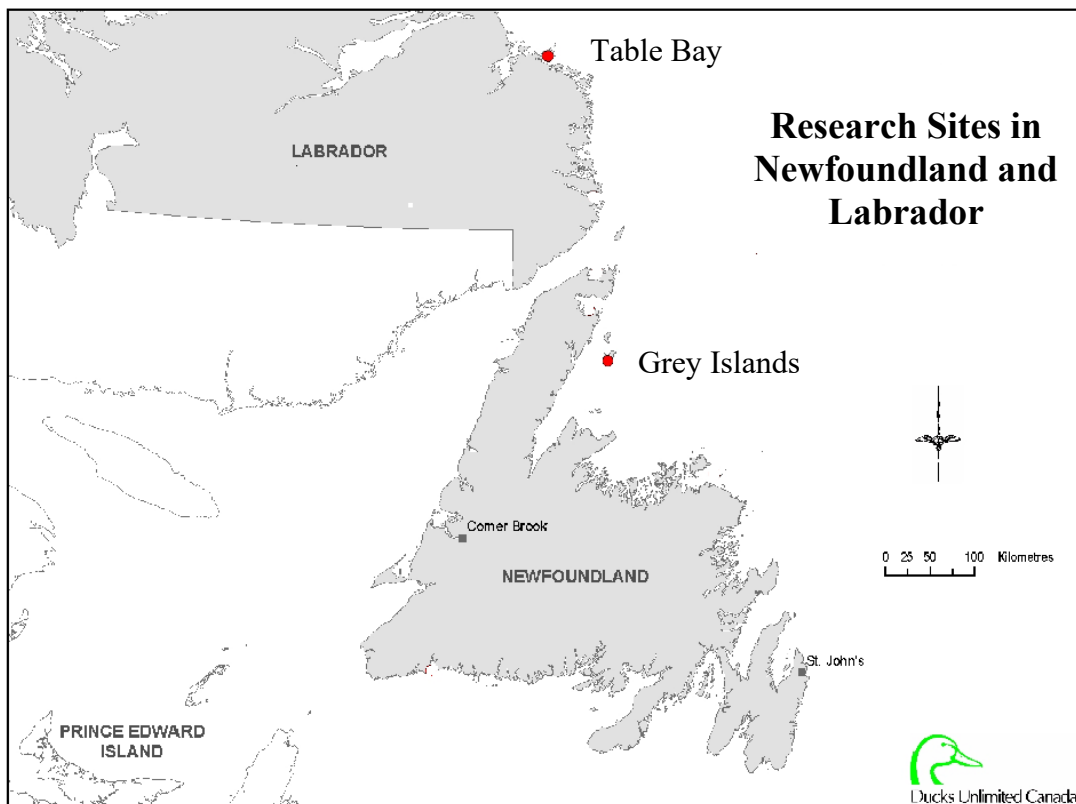 Table Bay
Research Sites in
Newfoundland and
Labrador
LABRADOR
Grey Islands
Corner Brook
NEWFOUNDLAND
0 25 50 100 Kilometres
St. John's
PRINCE EDWARD
ISLAND
Ducks Unlimited Canada